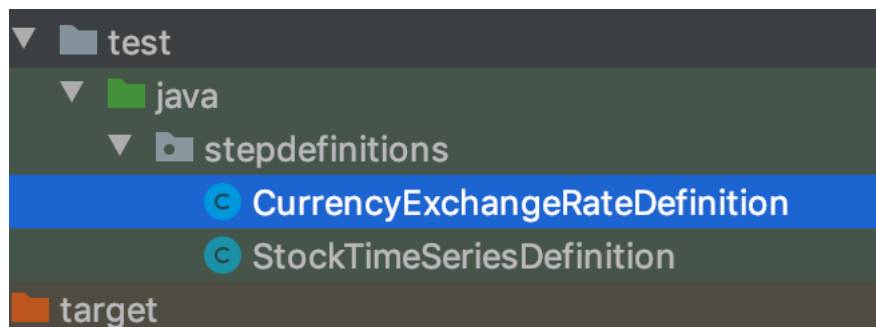 test
java
stepdefinitions
C CurrencyExchangeRateDefinition
C StockTimeSeriesDefinition
target